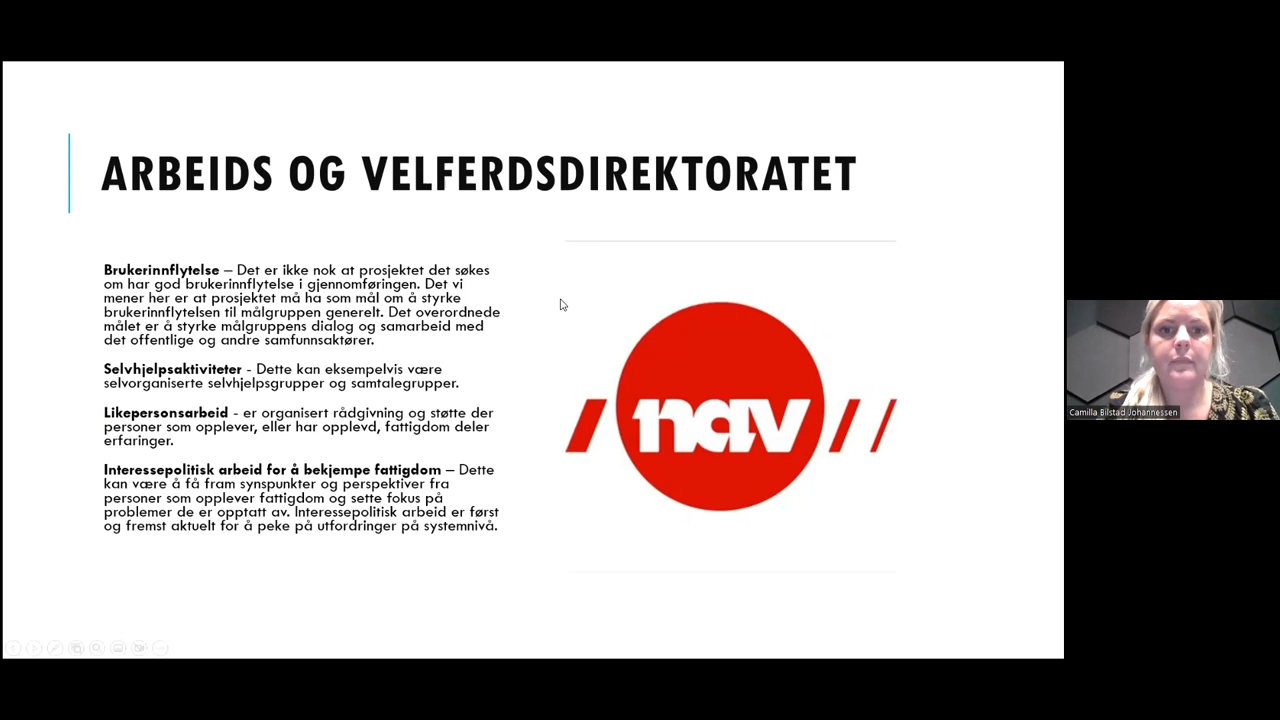 ARBEIDS OG VELFERDSDIREKTORATET
Brukerinnflytelse – Det er ikke nok at prosjektet det søkes
om har god brukerinnflytelse i gjennomføringen. Det vi
mener her er at prosjektet må ha som mål om å styrke
brukerinnflytelsen til målgruppen generelt. Det overordnede
målet er å styrke målgruppens dialog og samarbeid med
det offentlige og andre samfunnsaktører.
Selvhjelpsaktiviteter - Dette kan eksempelvis være
selvorganiserte selvhjelpsgrupper og samtalegrupper.
Likepersonsarbeid - er organisert rådgivning og støtte der
personer som opplever, eller har opplevd, fattigdom deler
erfaringer.
Interessepolitisk arbeid for å bekjempe fattigdom – Dette
kan være å få fram synspunkter og perspektiver fra
personer som opplever fattigdom og sette fokus på
problemer de er opptatt av. Interessepolitisk arbeid er først
og fremst aktuelt for å peke på utfordringer på systemnivå.
nav
Camilla Bilstad Johannessen